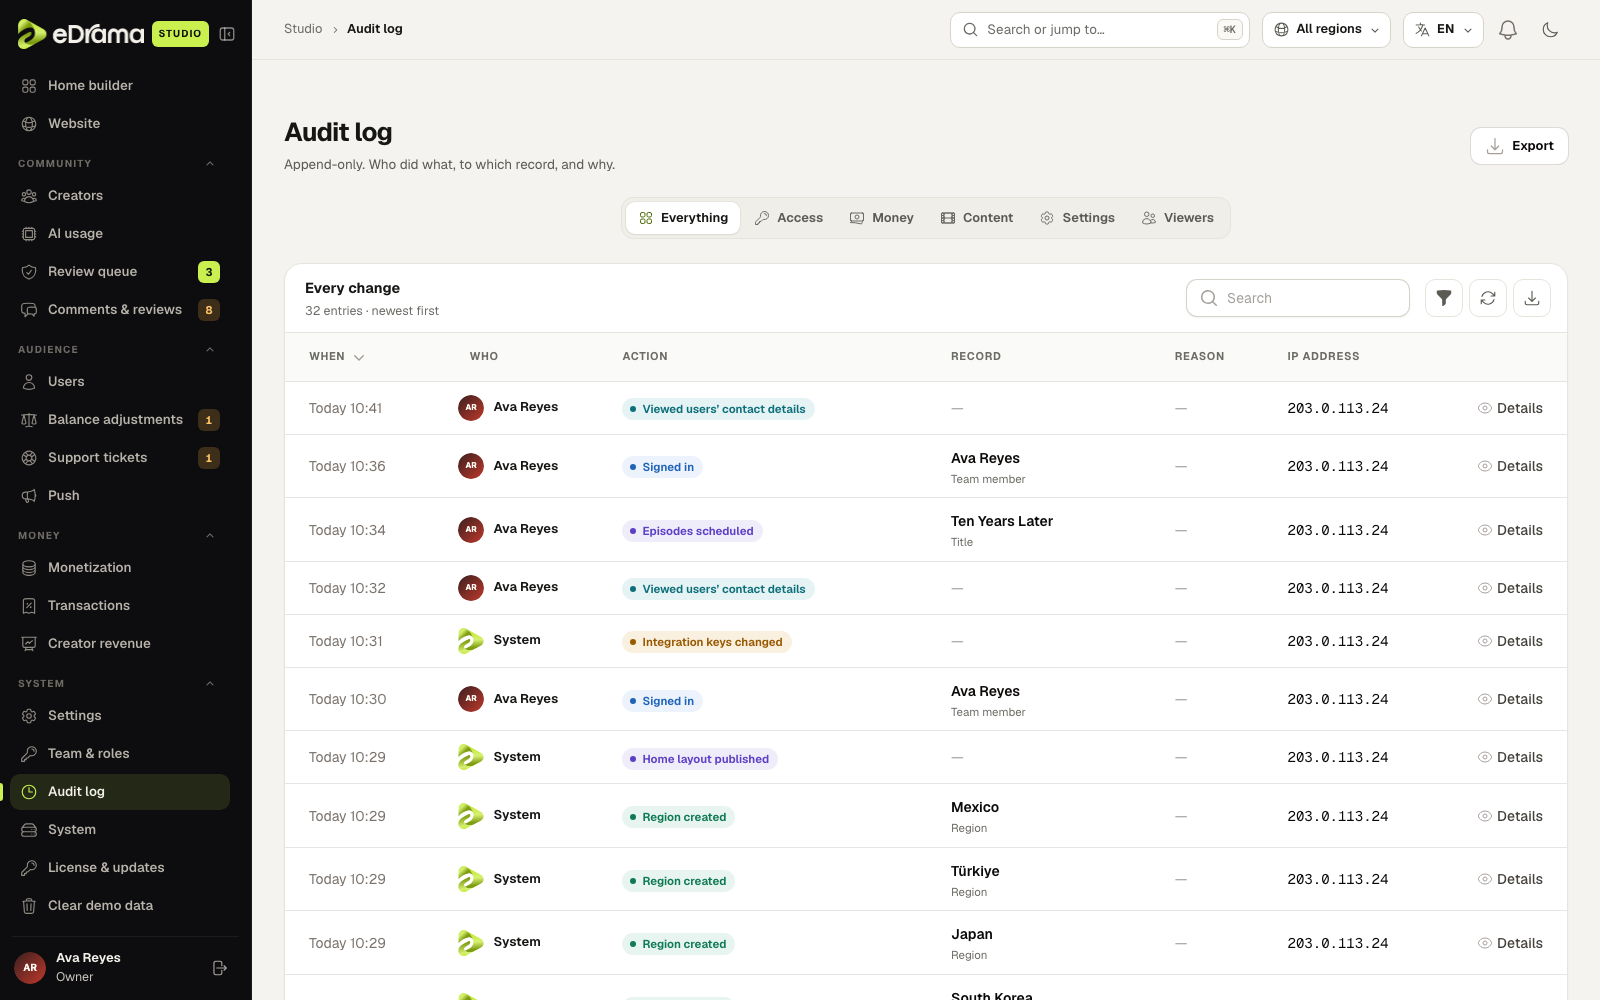 eDrama STUDIO
Home builder
Website
COMMUNITY
Creators
AI usage
Review queue 3
Comments & reviews 8
AUDIENCE
Users
Balance adjustments 1
Support tickets 1
Push
MONEY
Monetization
Transactions
Creator revenue
SYSTEM
Settings
Team & roles
Audit log
System
License & updates
Clear demo data
AR Ava Reyes
Owner
Studio › Audit log
Search or jump to… ⌘K
All regions
EN
Audit log
Append-only. Who did what, to which record, and why.
Export
Everything Access Money Content Settings Viewers
Every change
32 entries · newest first
Search
WHEN WHO ACTION RECORD REASON IP ADDRESS
Today 10:41 AR Ava Reyes Viewed users’ contact details — — 203.0.113.24 Details
Today 10:36 AR Ava Reyes Signed in Ava Reyes — 203.0.113.24 Details
Team member
Today 10:34 AR Ava Reyes Episodes scheduled Ten Years Later — 203.0.113.24 Details
Title
Today 10:32 AR Ava Reyes Viewed users’ contact details — — 203.0.113.24 Details
Today 10:31 System Integration keys changed — — 203.0.113.24 Details
Today 10:30 AR Ava Reyes Signed in Ava Reyes — 203.0.113.24 Details
Team member
Today 10:29 System Home layout published — — 203.0.113.24 Details
Today 10:29 System Region created Mexico — 203.0.113.24 Details
Region
Today 10:29 System Region created Türkiye — 203.0.113.24 Details
Region
Today 10:29 System Region created Japan — 203.0.113.24 Details
Region
South Korea